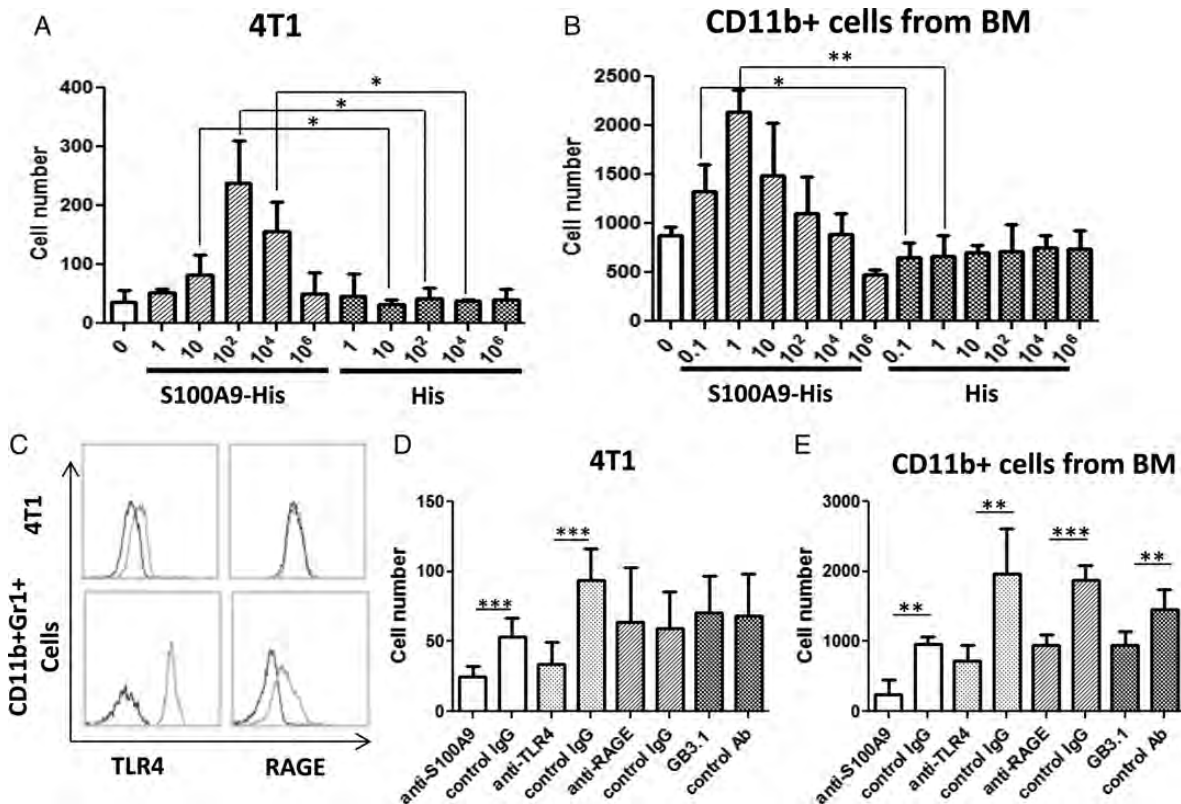 A
4T1
Cell number
400
300
200
100
0
*
*
*
0
1
10
10²
10⁴
10⁶
1
10
10²
10⁴
10⁶
S100A9-His
His
B
CD11b+ cells from BM
Cell number
2500
2000
1500
1000
500
0
**
*
0
0.1
1
10
10²
10⁴
10⁶
0.1
1
10
10²
10⁴
10⁶
S100A9-His
His
C
4T1
CD11b+Gr1+
Cells
TLR4
RAGE
D
4T1
Cell number
150
100
50
0
***
***
anti-S100A9
control IgG
anti-TLR4
control IgG
anti-RAGE
control IgG
GB3.1
control Ab
E
CD11b+ cells from BM
Cell number
3000
2000
1000
0
**
**
***
**
anti-S100A9
control IgG
anti-TLR4
control IgG
anti-RAGE
control IgG
GB3.1
control Ab